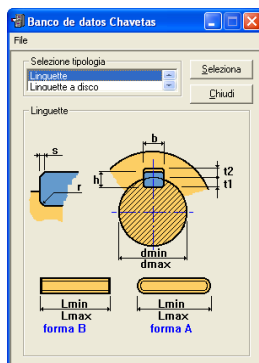 Banco de datos Chavetas
File
Selezione tipologia
Linguette
Linguette a disco
Seleziona
Chiudi
Linguette
s
r
b
h
t2
t1
dmin
dmax
Lmin
Lmax
forma B
Lmin
Lmax
forma A